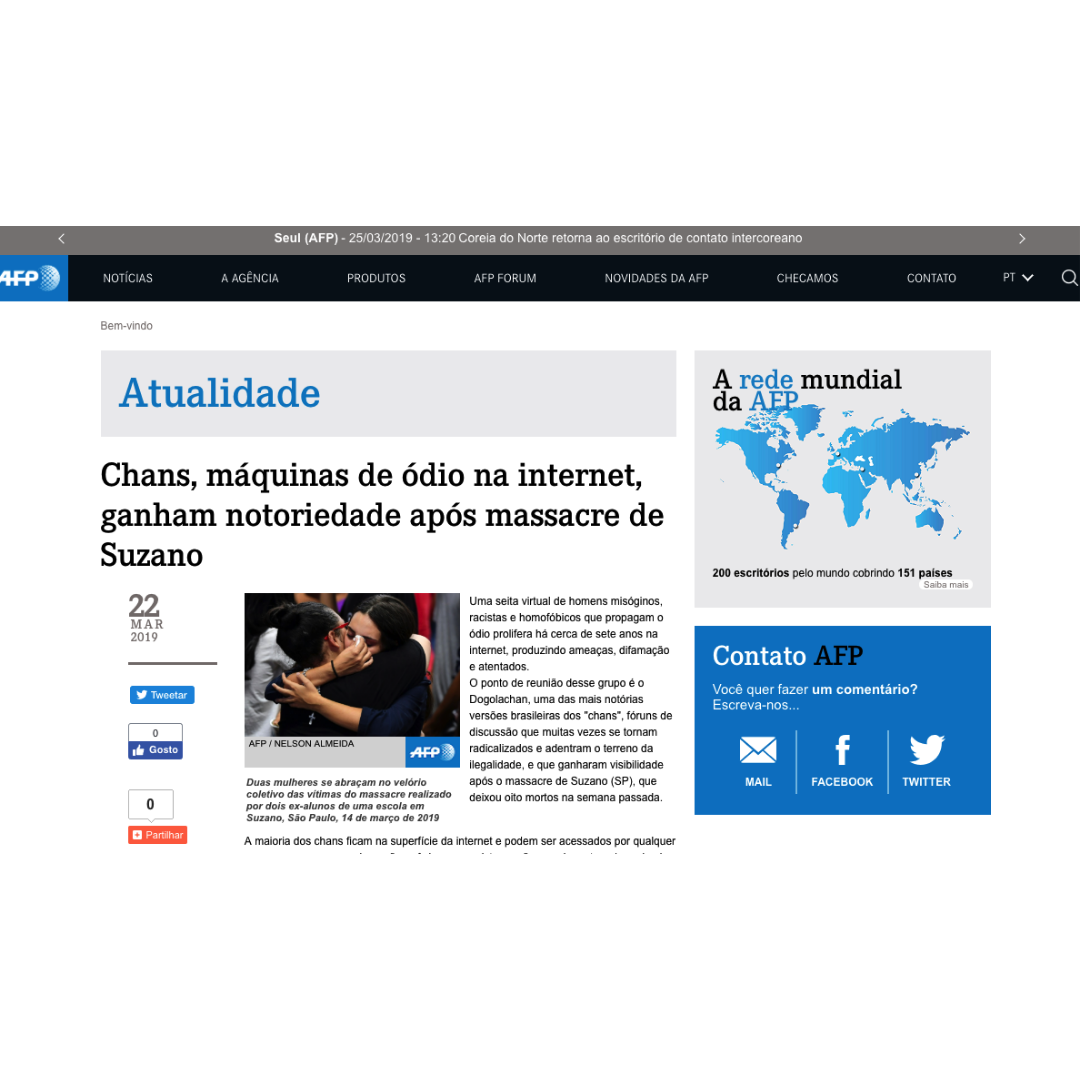 Seul (AFP) - 25/03/2019 - 13:20 Coreia do Norte retorna ao escritório de contato intercoreano
AFP
NOTÍCIAS
A AGÊNCIA
PRODUTOS
AFP FORUM
NOVIDADES DA AFP
CHECAMOS
CONTATO
PT
Bem-vindo
Atualidade
Chans, máquinas de ódio na internet,
ganham notoriedade após massacre de
Suzano
22
MAR
2019
Tweetar
0
Gosto
0
Partilhar
AFP / NELSON ALMEIDA
AFP
Duas mulheres se abraçam no velório
coletivo das vítimas do massacre realizado
por dois ex-alunos de uma escola em
Suzano, São Paulo, 14 de março de 2019
Uma seita virtual de homens misóginos,
racistas e homofóbicos que propagam o
ódio prolifera há cerca de sete anos na
internet, produzindo ameaças, difamação
e atentados.
O ponto de reunião desse grupo é o
Dogolachan, uma das mais notórias
versões brasileiras dos "chans", fóruns de
discussão que muitas vezes se tornam
radicalizados e adentram o terreno da
ilegalidade, e que ganharam visibilidade
após o massacre de Suzano (SP), que
deixou oito mortos na semana passada.
A maioria dos chans ficam na superfície da internet e podem ser acessados por qualquer
A rede mundial
da AFP
200 escritórios pelo mundo cobrindo 151 países
Saiba mais
Contato AFP
Você quer fazer um comentário?
Escreva-nos...
MAIL
FACEBOOK
TWITTER